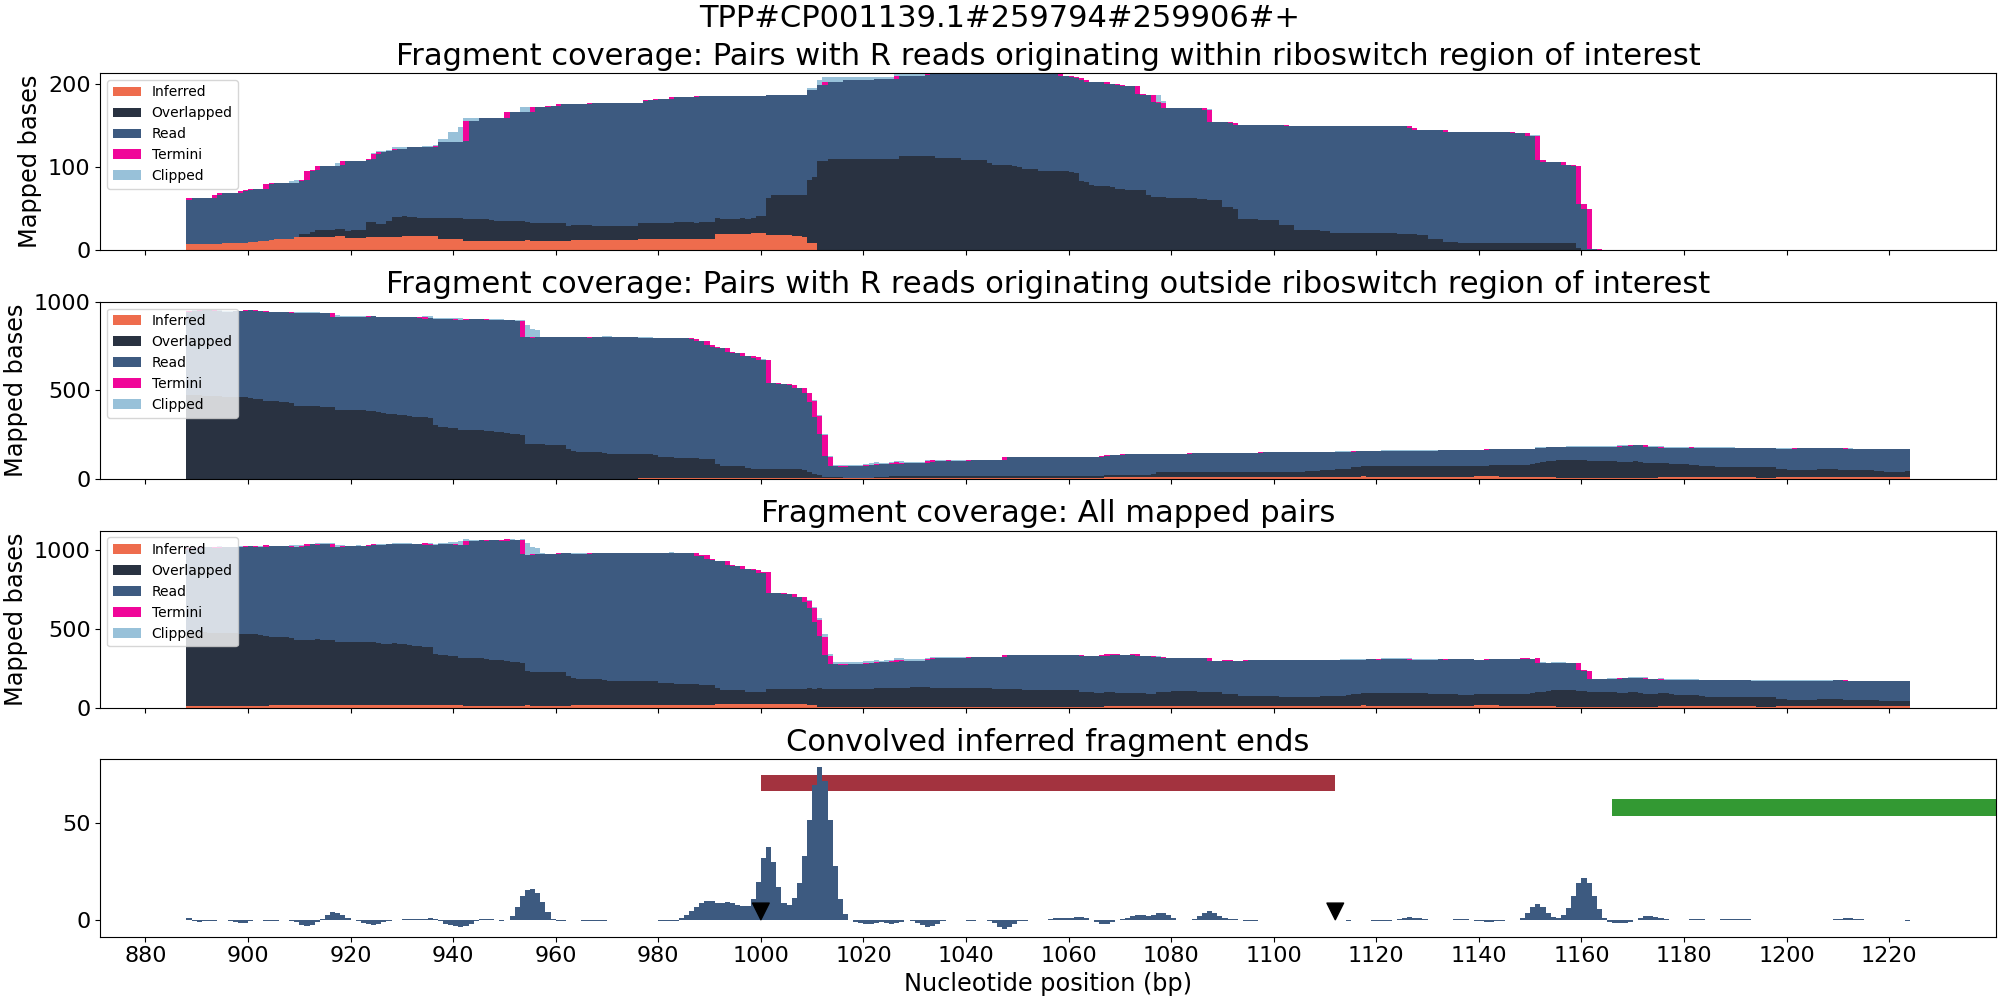 TPP#CP001139.1#259794#259906#+
Fragment coverage: Pairs with R reads originating within riboswitch region of interest
Mapped bases
200
100
0
Inferred
Overlapped
Read
Termini
Clipped
Fragment coverage: Pairs with R reads originating outside riboswitch region of interest
Mapped bases
1000
500
0
Inferred
Overlapped
Read
Termini
Clipped
Fragment coverage: All mapped pairs
Mapped bases
1000
500
0
Inferred
Overlapped
Read
Termini
Clipped
Convolved inferred fragment ends
50
0
880 900 920 940 960 980 1000 1020 1040 1060 1080 1100 1120 1140 1160 1180 1200 1220
Nucleotide position (bp)